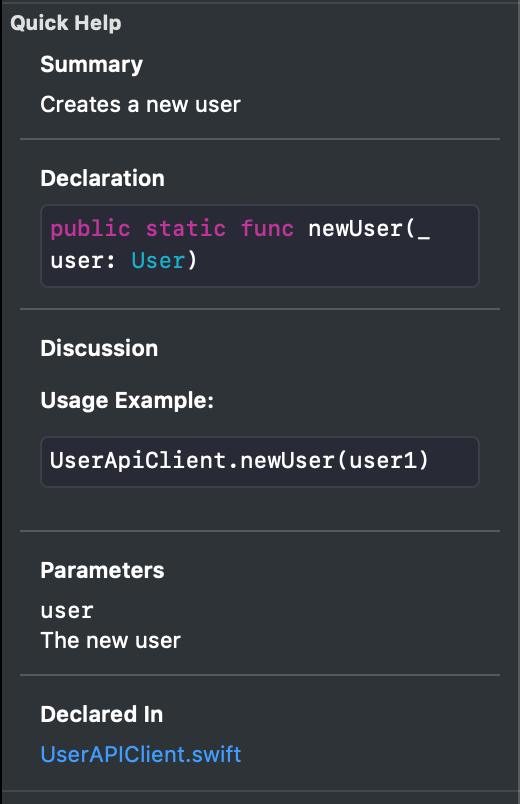 Quick Help
Summary
Creates a new user
Declaration
public static func newUser(_
user: User)
Discussion
Usage Example:
UserApiClient.newUser(user1)
Parameters
user
The new user
Declared In
UserAPIClient.swift